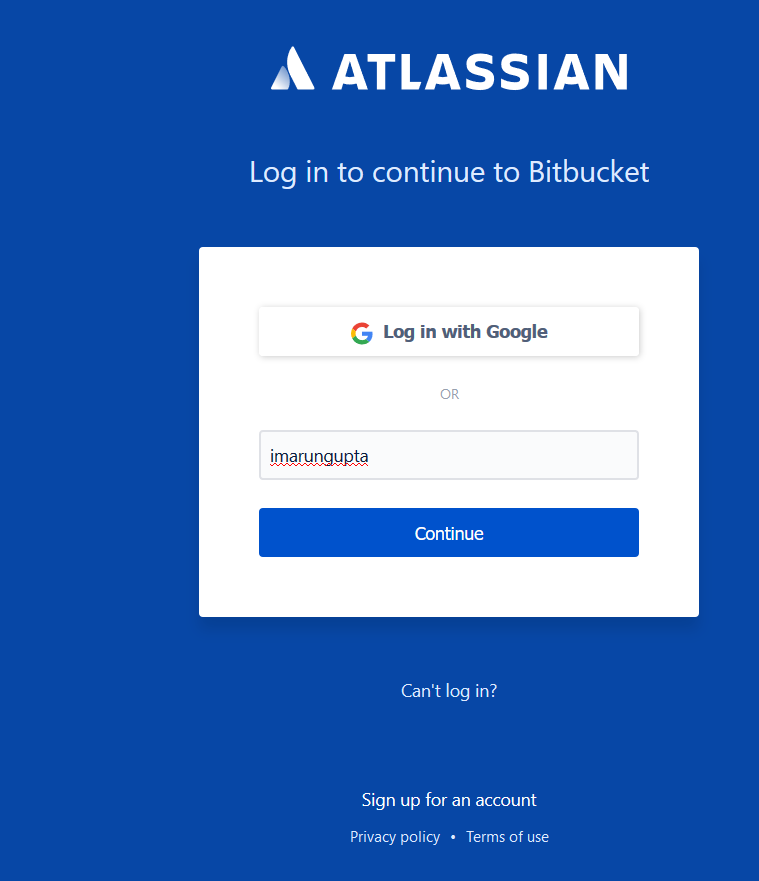 ATLASSIAN
Log in to continue to Bitbucket
Log in with Google
OR
imarungupta
Continue
Can't log in?
Sign up for an account
Privacy policy • Terms of use